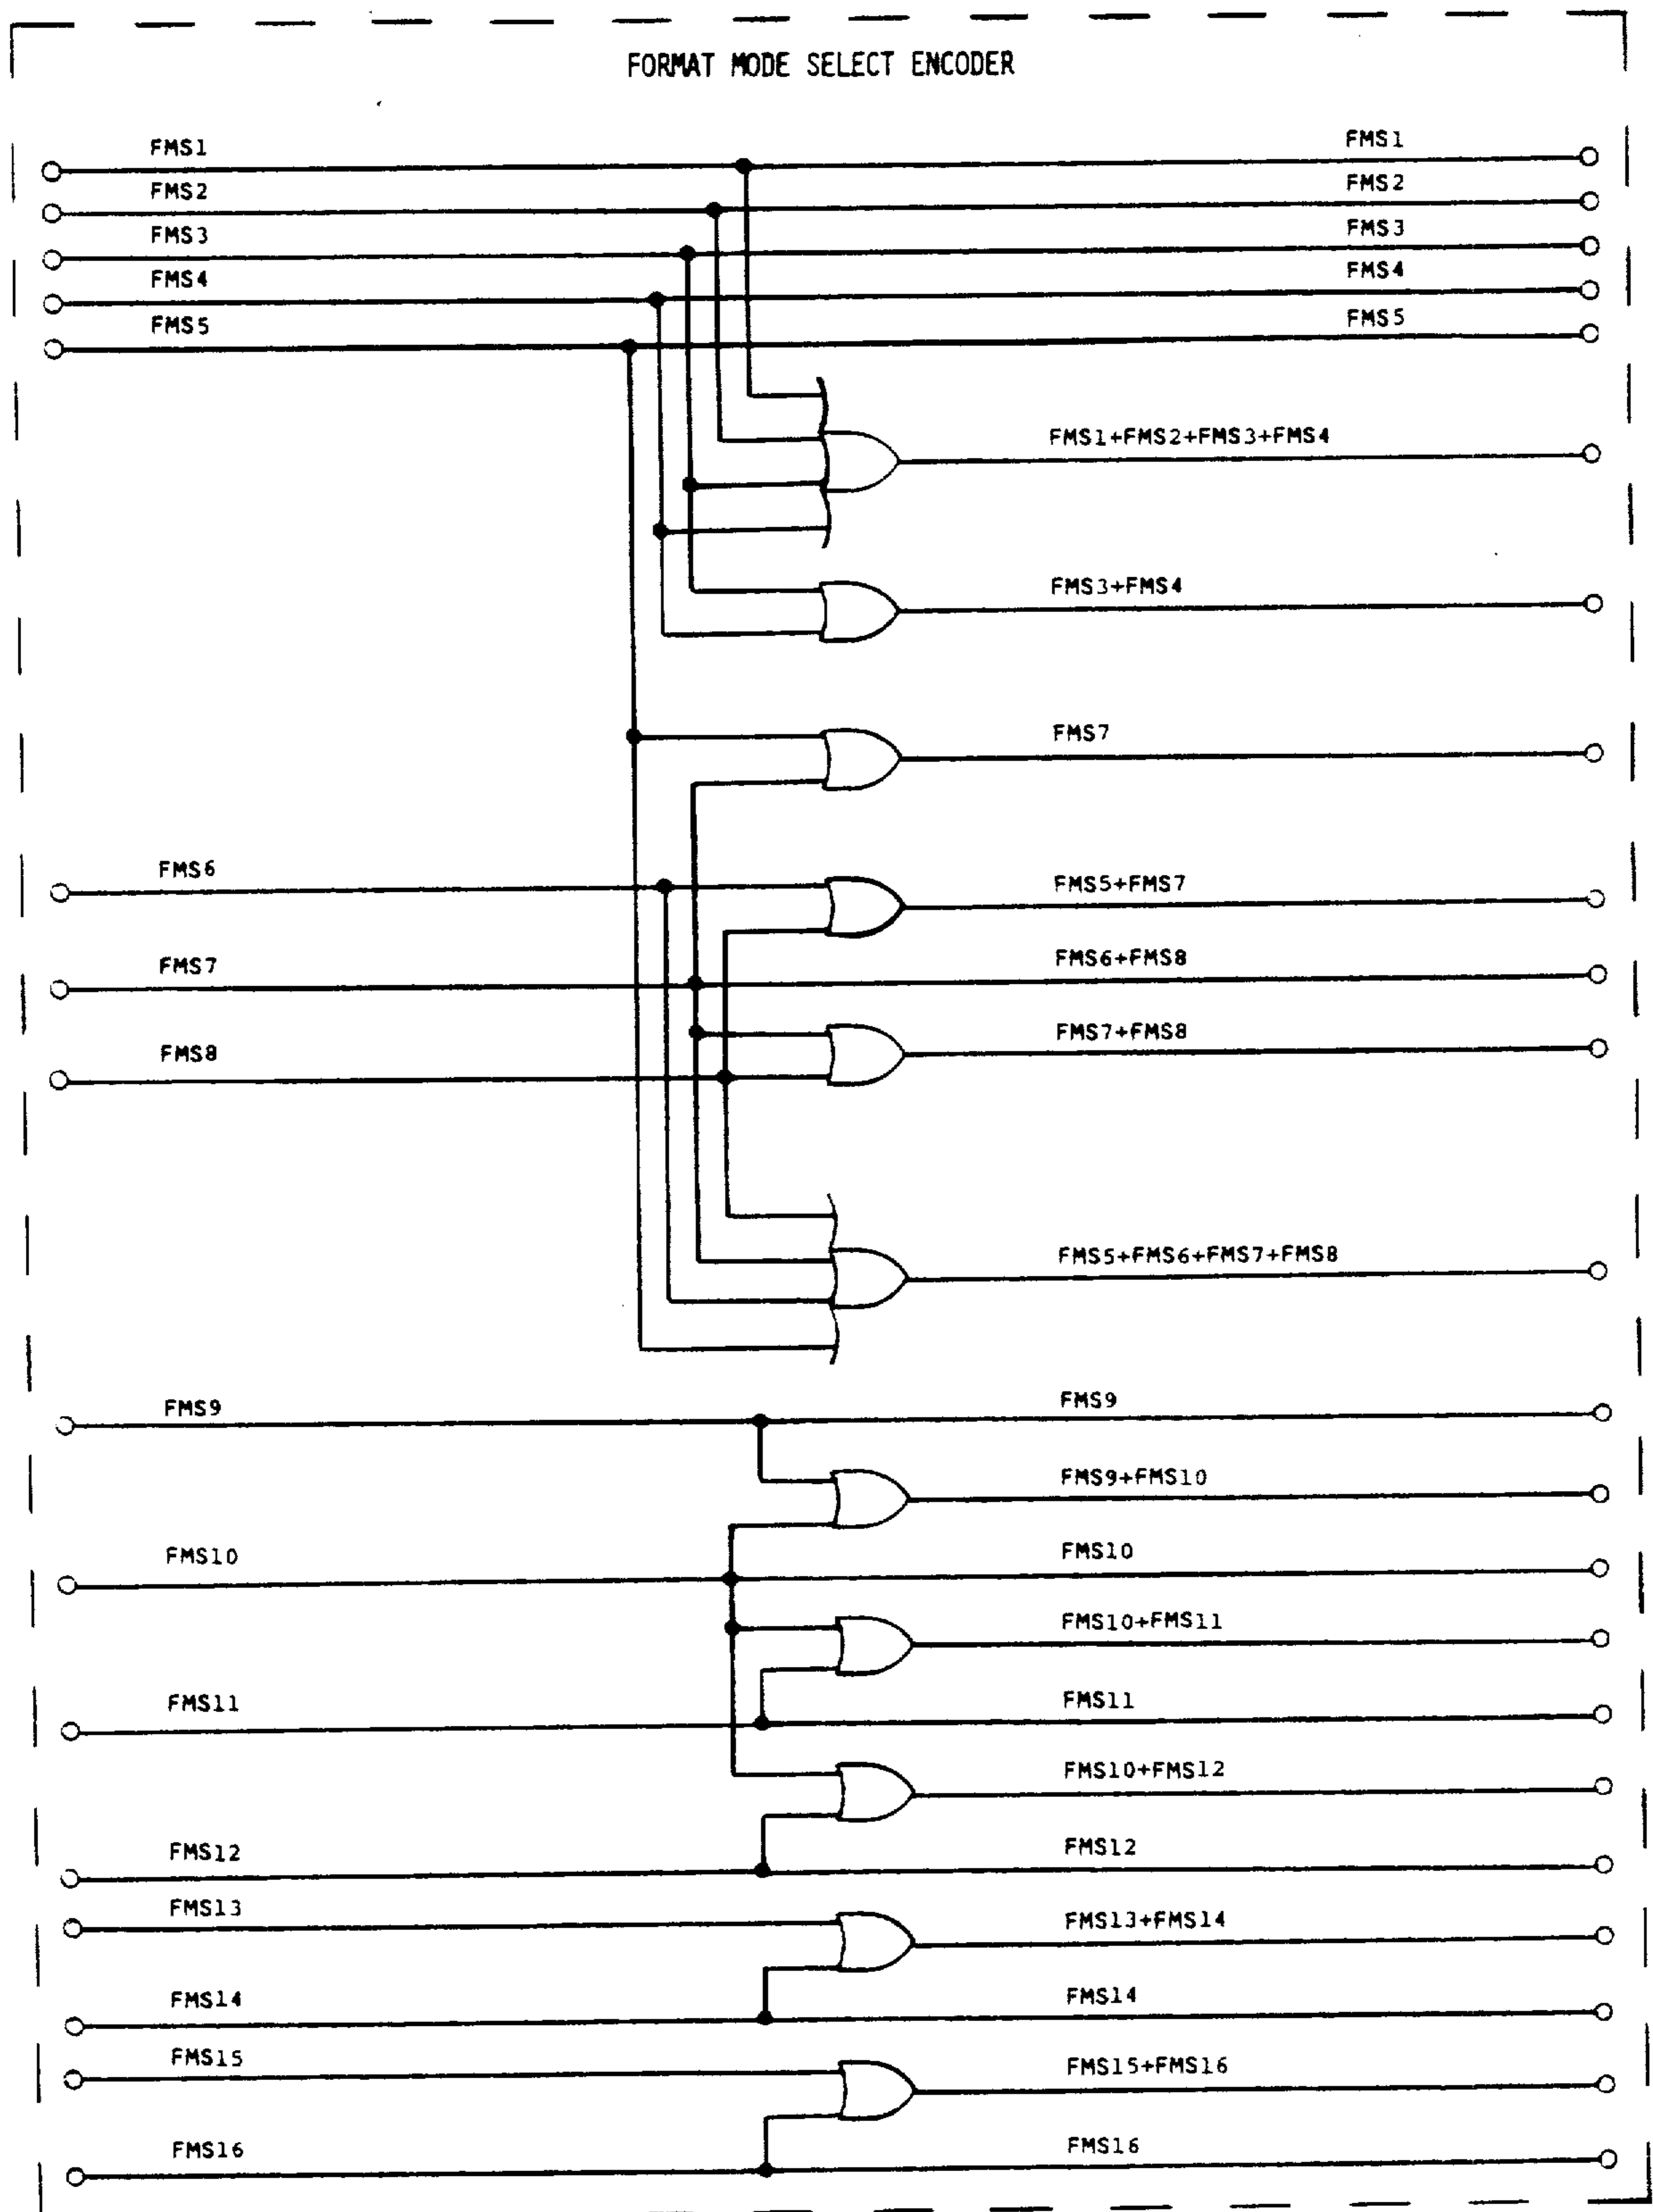 FORMAT MODE SELECT ENCODER
FMS1 FMS1
FMS2 FMS2
FMS3 FMS3
FMS4 FMS4
FMS5 FMS5
FMS1+FMS2+FMS3+FMS4
FMS3+FMS4
FMS7
FMS6 FMS5+FMS7
FMS7 FMS6+FMS8
FMS8 FMS7+FMS8
FMS5+FMS6+FMS7+FMS8
FMS9 FMS9
FMS9+FMS10
FMS10 FMS10
FMS10+FMS11
FMS11 FMS11
FMS10+FMS12
FMS12 FMS12
FMS13 FMS13+FMS14
FMS14 FMS14
FMS15 FMS15+FMS16
FMS16 FMS16